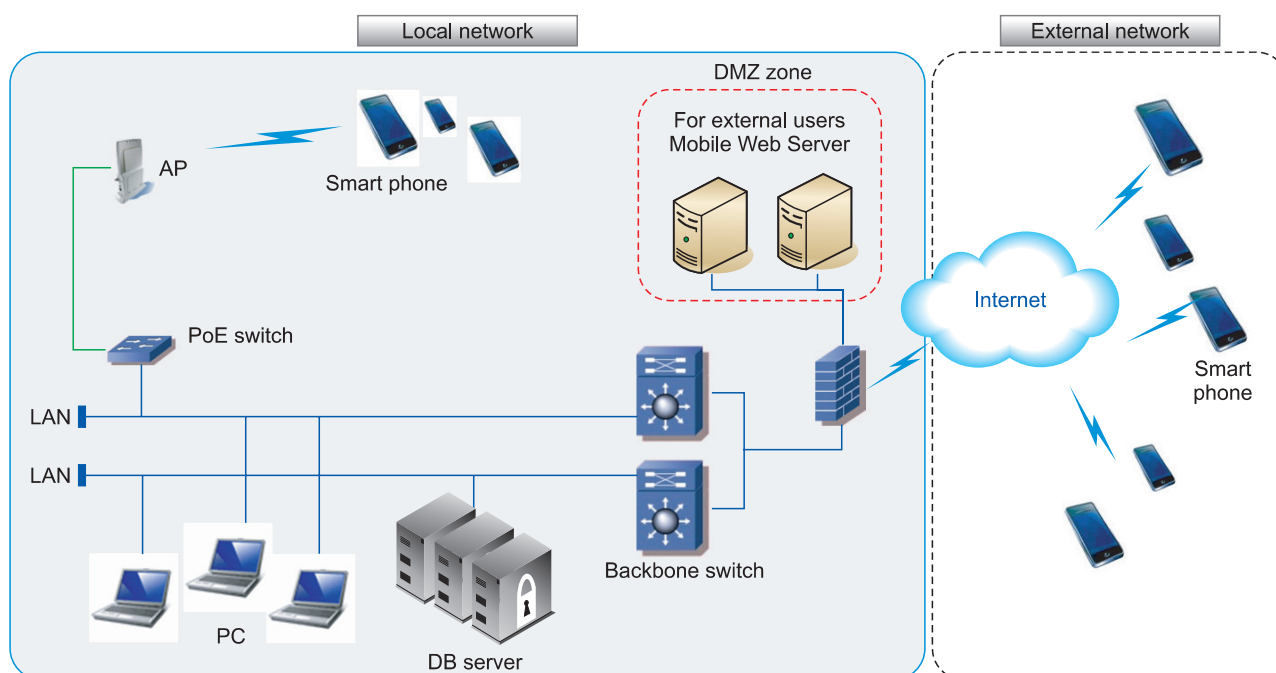 Local network
External network
DMZ zone
For external users
Mobile Web Server
AP
Smart phone
Internet
PoE switch
Smart
phone
LAN
LAN
Backbone switch
PC
DB server